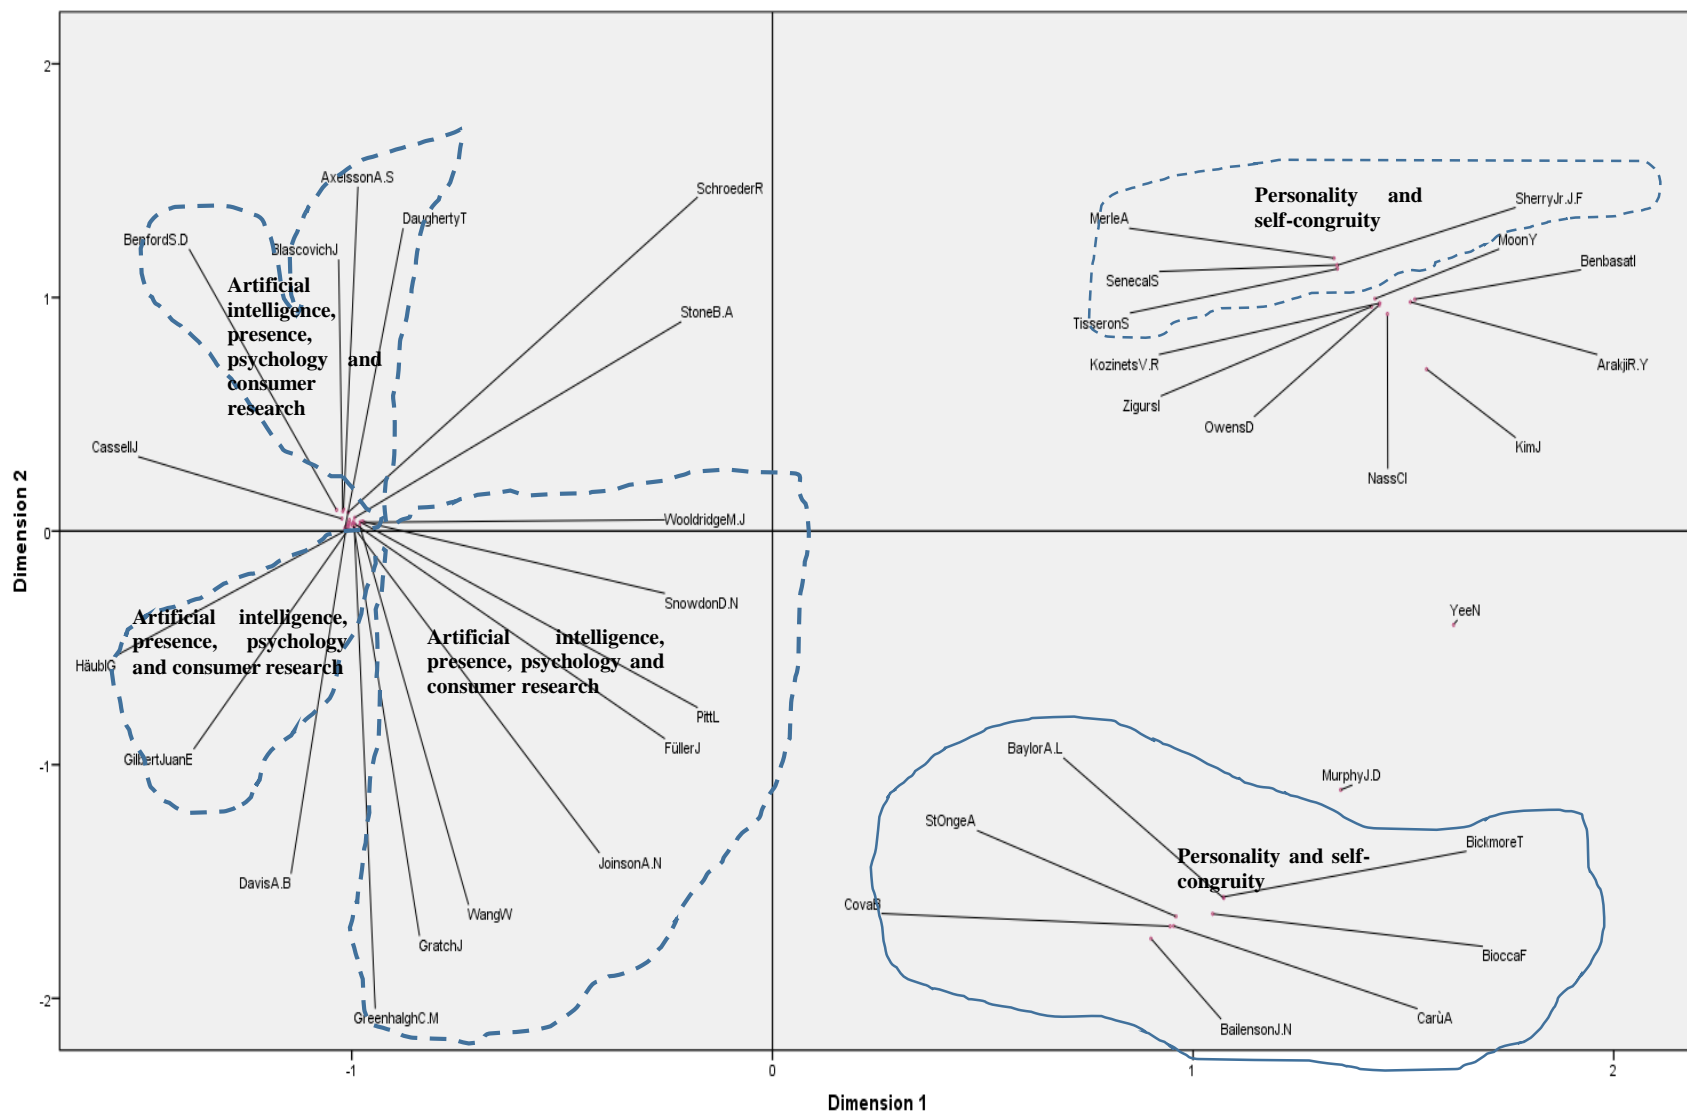 2
AxelssonA.S
SchroederR
DaughertyT
BenfordS.D
BlascovichJ
Artificial
intelligence,
presence,
psychology and
consumer
research
StoneB.A
Personality and
self-congruity
SherryJr.J.F
MerleA
MoonY
BenbasatI
SenecalS
TisseronS
1
KozinetsV.R
ArakjiR.Y
ZigursI
OwensD
KimJ
NassCl
CassellJ
Dimension 2
WooldridgeM.J
0
SnowdonD.N
YeeN
Artificial intelligence,
presence, psychology
and consumer research
Artificial intelligence,
presence, psychology and
consumer research
HäublG
PittL
FüllerJ
GilbertJuanE
-1
BaylorA.L
MurphyJ.D
StOngeA
BickmoreT
Personality and self-
congruity
JoinsonA.N
DavisA.B
CovaB
WangW
GratchJ
BioccaF
-2
GreenhalghC.M
CarùA
BailensonJ.N
-1
0
1
2
Dimension 1